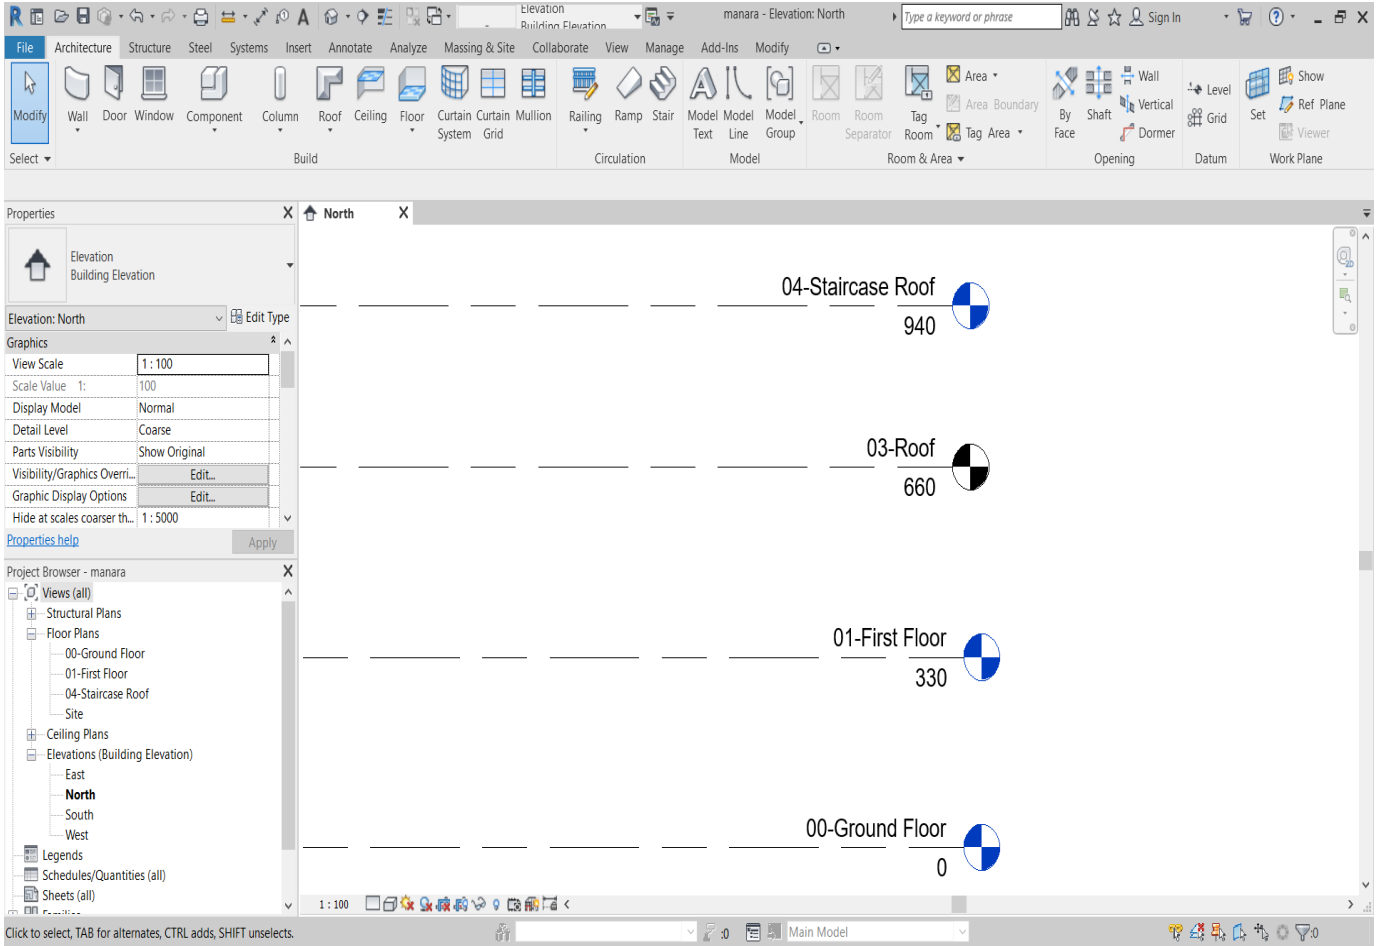 Elevation
Building Elevation
manara - Elevation: North
Type a keyword or phrase
Sign In
File Architecture Structure Steel Systems Insert Annotate Analyze Massing & Site Collaborate View Manage Add-Ins Modify
Modify
Wall
Door
Window
Component
Column
Roof
Ceiling
Floor
Curtain System
Curtain Grid
Mullion
Railing
Ramp
Stair
Model Text
Model Line
Model Group
Room
Room Separator
Tag Room
Area
Area Boundary
Tag Area
By Face
Shaft
Wall
Vertical
Dormer
Level
Grid
Set
Show
Ref Plane
Viewer
Select
Build
Circulation
Model
Room & Area
Opening
Datum
Work Plane
Properties
Elevation
Building Elevation
Elevation: North
Edit Type
Graphics
View Scale 1 : 100
Scale Value 1: 100
Display Model Normal
Detail Level Coarse
Parts Visibility Show Original
Visibility/Graphics Overri... Edit...
Graphic Display Options Edit...
Hide at scales coarser th... 1 : 5000
Properties help
Apply
Project Browser - manara
Views (all)
Structural Plans
Floor Plans
00-Ground Floor
01-First Floor
04-Staircase Roof
Site
Ceiling Plans
Elevations (Building Elevation)
East
North
South
West
Legends
Schedules/Quantities (all)
Sheets (all)
Families
North
04-Staircase Roof
940
03-Roof
660
01-First Floor
330
00-Ground Floor
0
1 : 100
Click to select, TAB for alternates, CTRL adds, SHIFT unselects.
:0
Main Model
:0